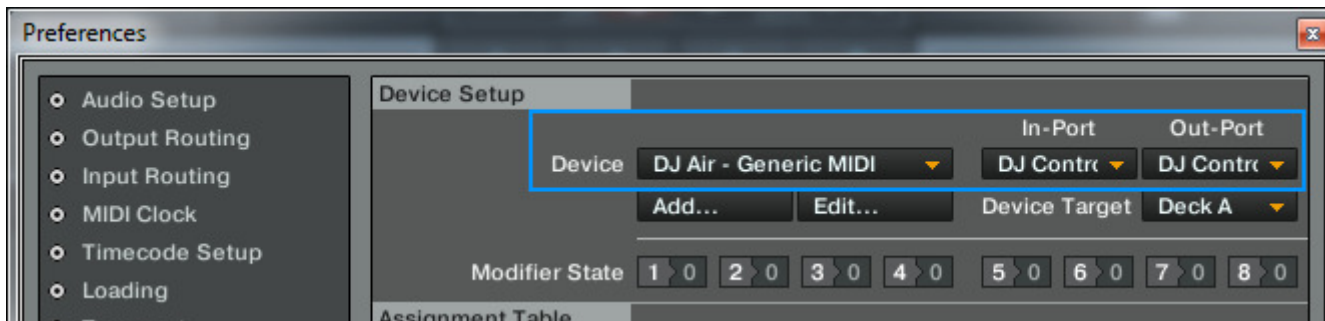 Preferences
Audio Setup
Output Routing
Input Routing
MIDI Clock
Timecode Setup
Loading
Device Setup
In-Port Out-Port
Device DJ Air - Generic MIDI DJ Contrc DJ Contrc
Add... Edit... Device Target Deck A
Modifier State 1 0 2 0 3 0 4 0 5 0 6 0 7 0 8 0
Assignment Table